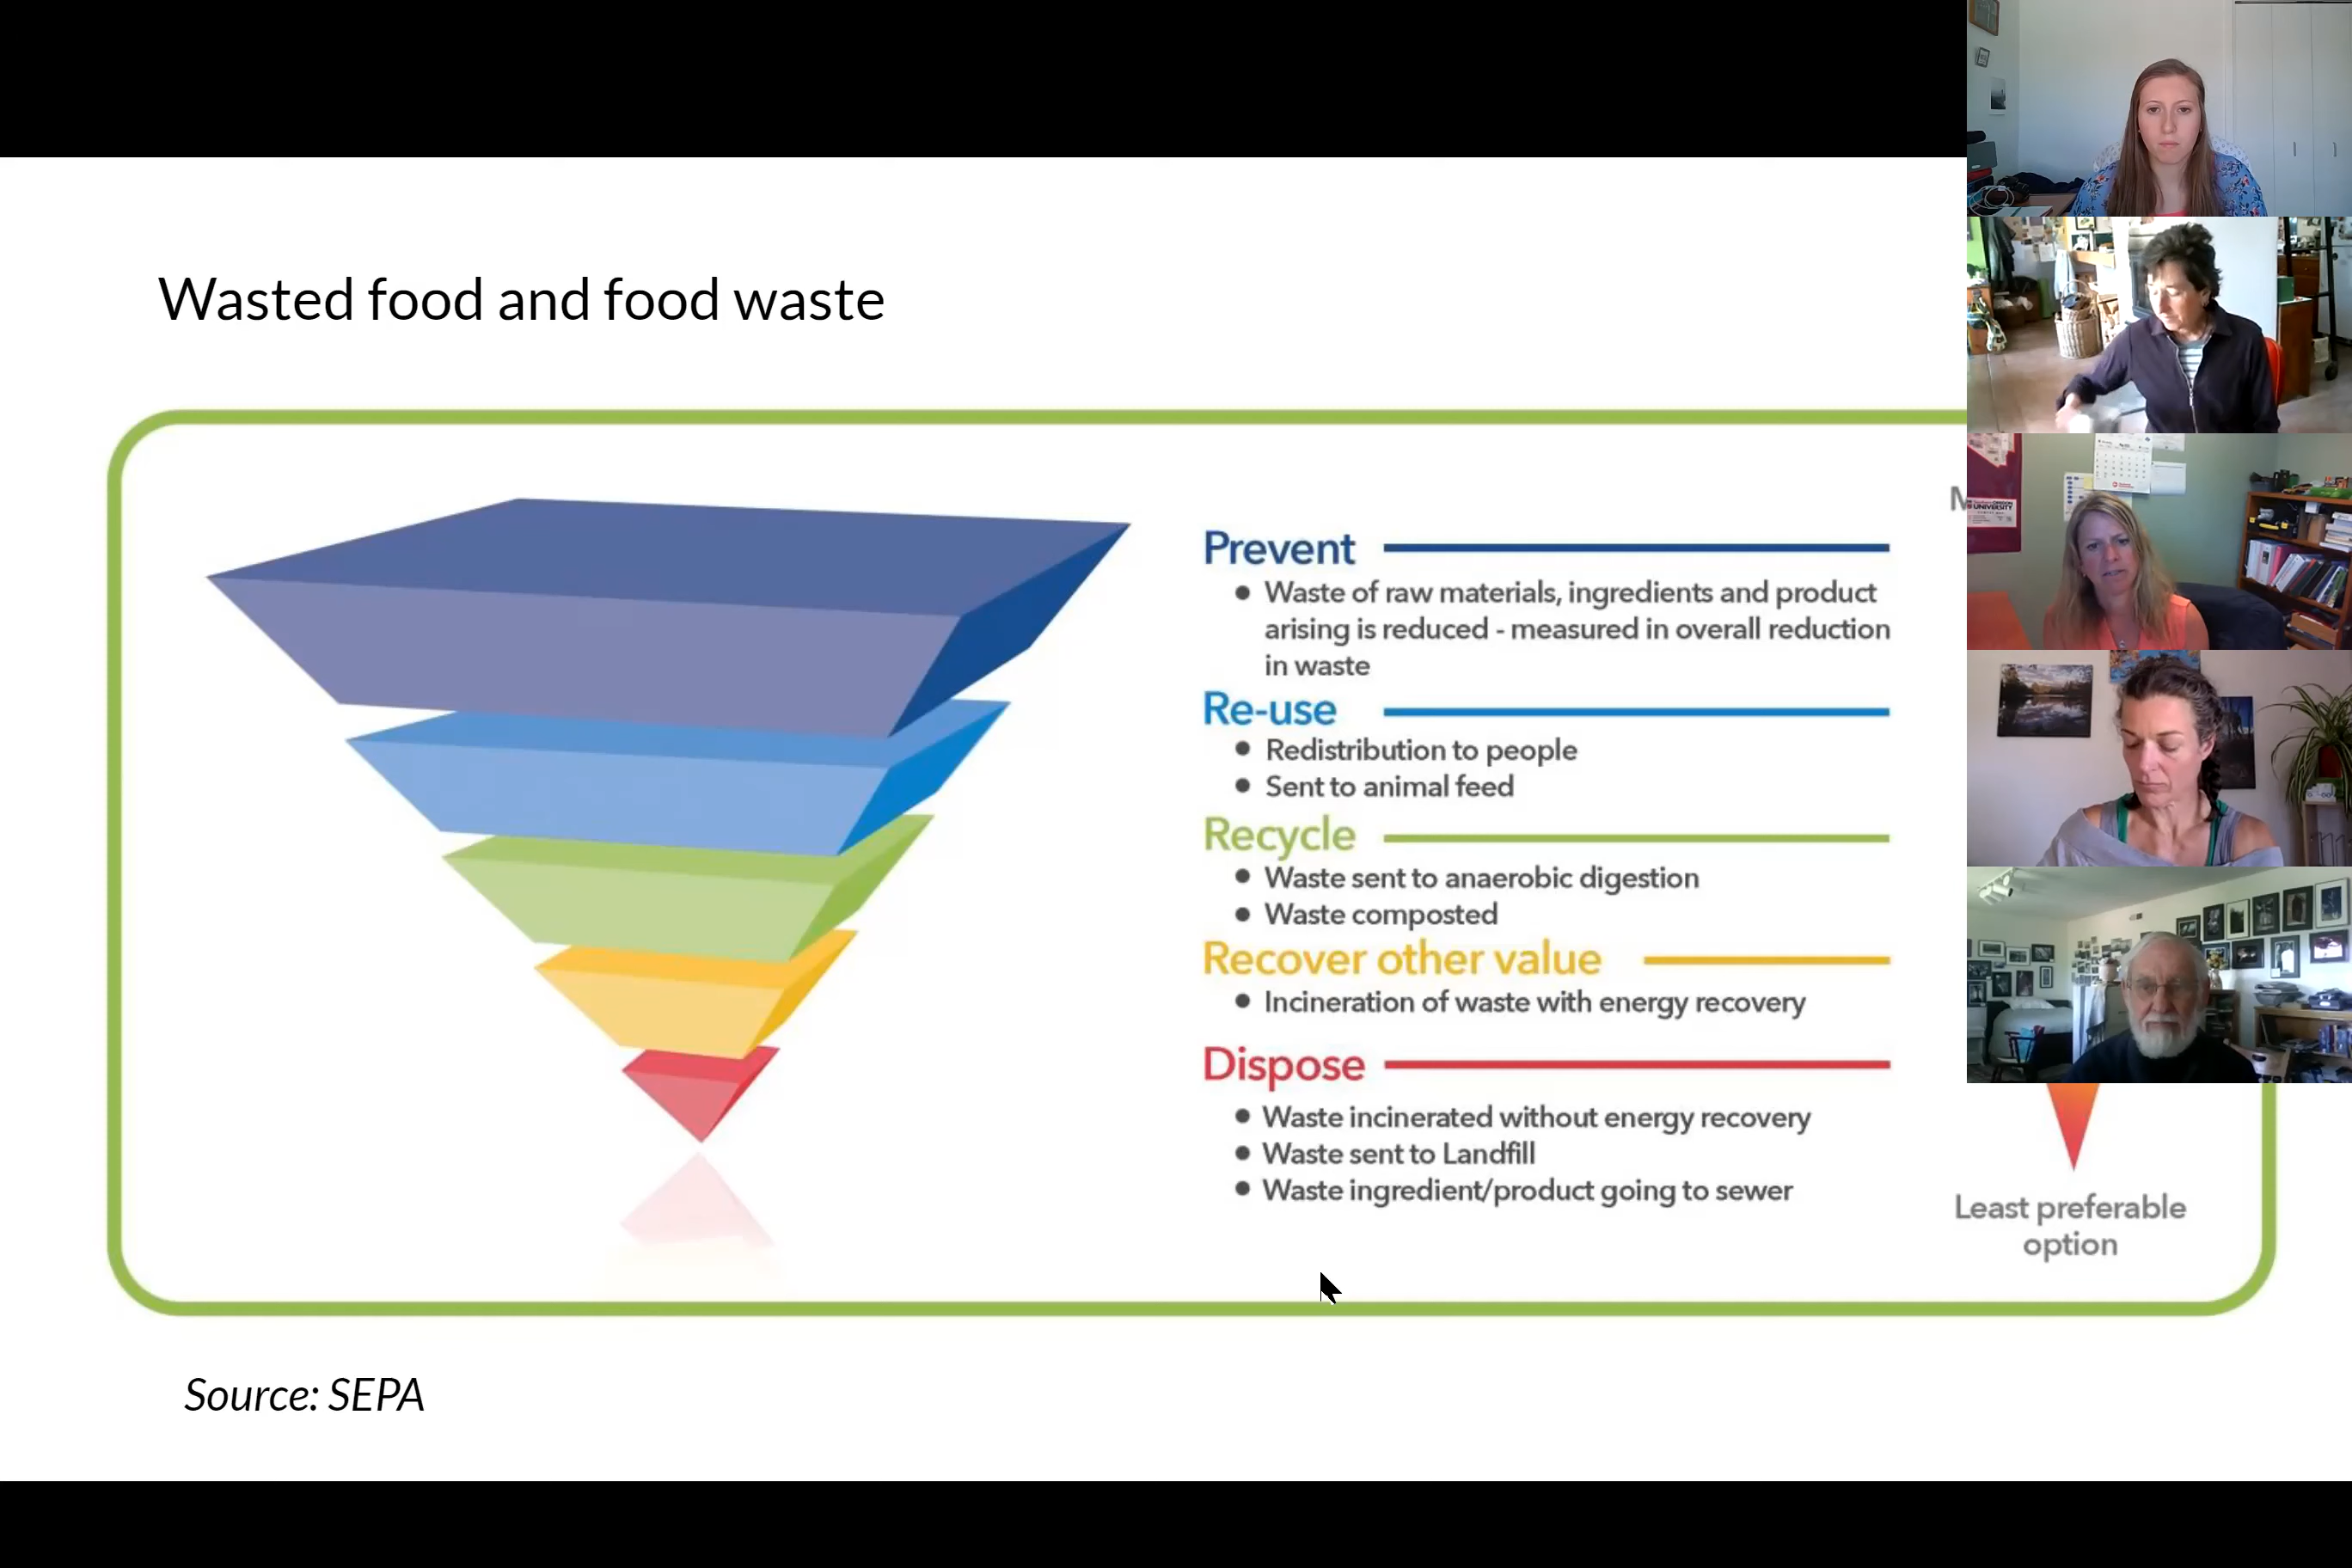 Wasted food and food waste
Prevent
Waste of raw materials, ingredients and product
arising is reduced - measured in overall reduction
in waste
Re-use
Redistribution to people
Sent to animal feed
Recycle
Waste sent to anaerobic digestion
Waste composted
Recover other value
Incineration of waste with energy recovery
Dispose
Waste incinerated without energy recovery
Waste sent to Landfill
Waste ingredient/product going to sewer
Least preferable
option
Source: SEPA
OREGON
UNIVERSITY